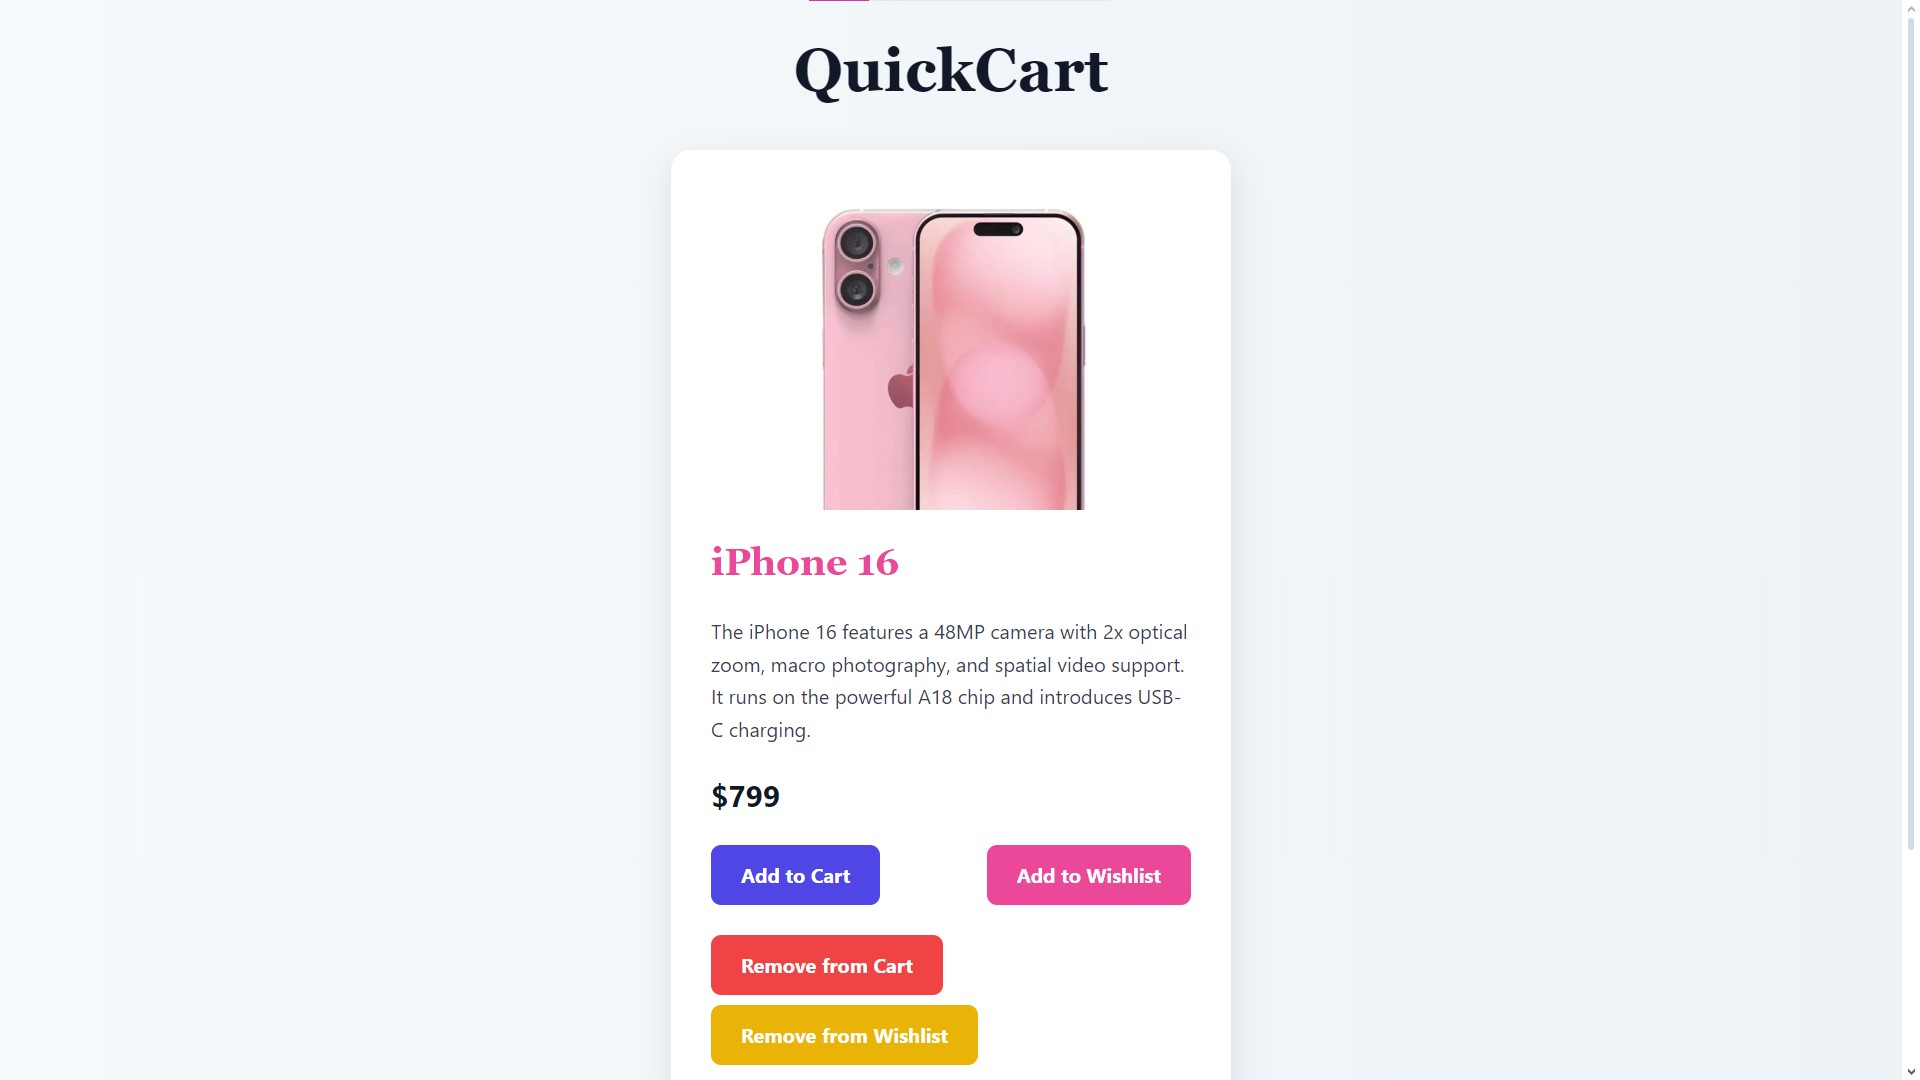 QuickCart
iPhone 16
The iPhone 16 features a 48MP camera with 2x optical
zoom, macro photography, and spatial video support.
It runs on the powerful A18 chip and introduces USB-
C charging.
$799
Add to Cart
Add to Wishlist
Remove from Cart
Remove from Wishlist